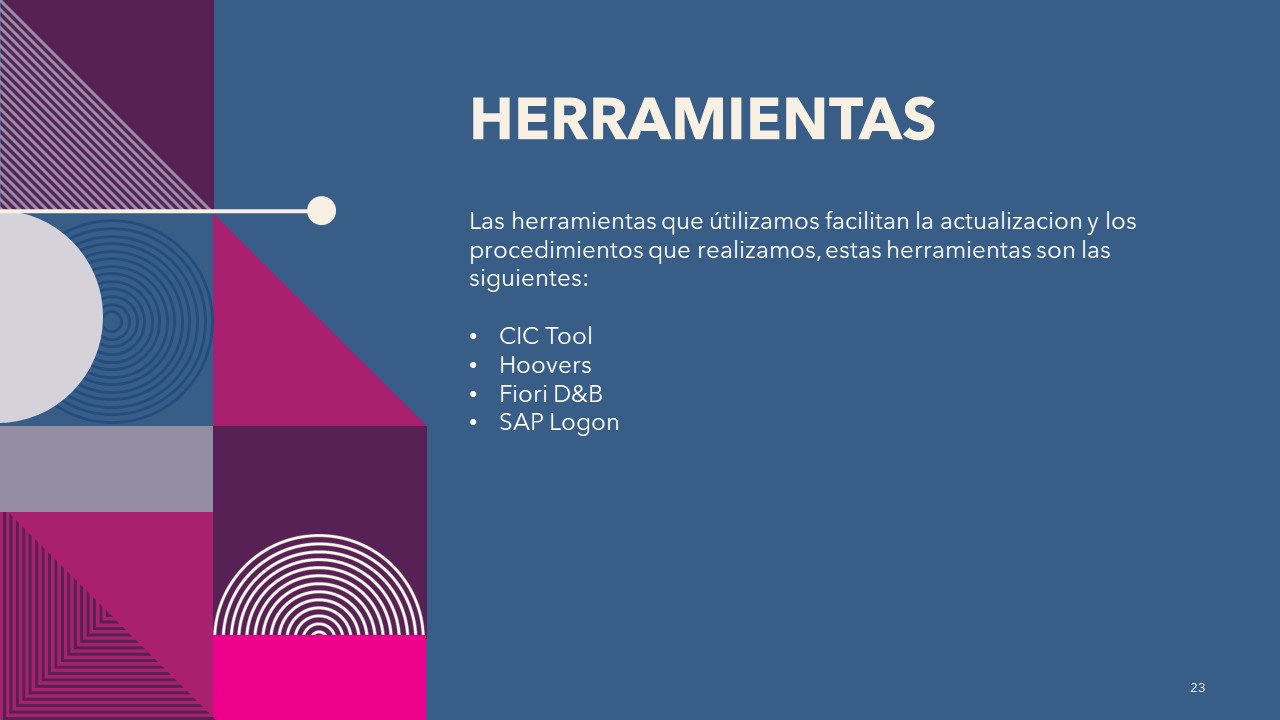 HERRAMIENTAS
Las herramientas que útilizamos facilitan la actualizacion y los
procedimientos que realizamos, estas herramientas son las
siguientes:
• CIC Tool
• Hoovers
• Fiori D&B
• SAP Logon
23